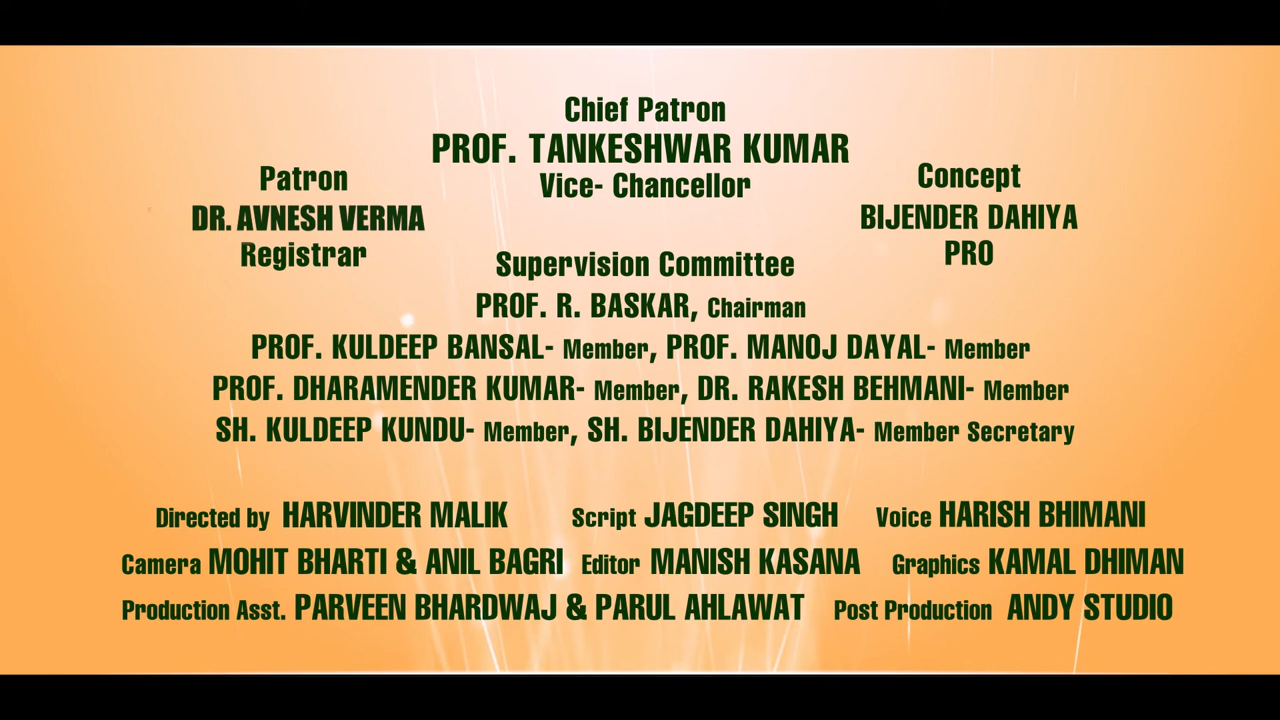 Chief Patron
PROF. TANKESHWAR KUMAR
Vice- Chancellor
Patron
DR. AVNESH VERMA
Registrar
Concept
BIJENDER DAHIYA
PRO
Supervision Committee
PROF. R. BASKAR, Chairman
PROF. KULDEEP BANSAL- Member, PROF. MANOJ DAYAL- Member
PROF. DHARAMENDER KUMAR- Member, DR. RAKESH BEHMANI- Member
SH. KULDEEP KUNDU- Member, SH. BIJENDER DAHIYA- Member Secretary
Directed by HARVINDER MALIK Script JAGDEEP SINGH Voice HARISH BHIMANI
Camera MOHIT BHARTI & ANIL BAGRI Editor MANISH KASANA Graphics KAMAL DHIMAN
Production Asst. PARVEEN BHARDWAJ & PARUL AHLAWAT Post Production ANDY STUDIO